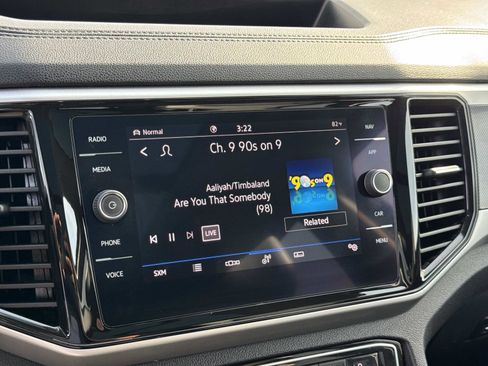 RADIO
MEDIA
PHONE
VOICE
Normal
3:22
82°F
Ch. 9 90s on 9
Aaliyah/Timbaland
Are You That Somebody
(98)
'90s ON 9
Related
LIVE
SXM
NAV
APP
CAR
MENU